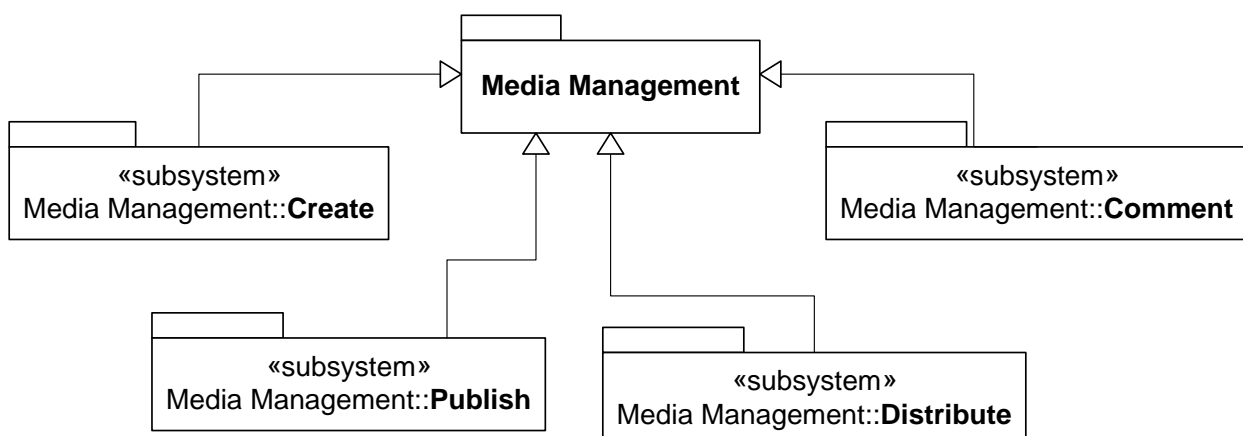 Media Management
«subsystem»
Media Management::Create
«subsystem»
Media Management::Comment
«subsystem»
Media Management::Publish
«subsystem»
Media Management::Distribute